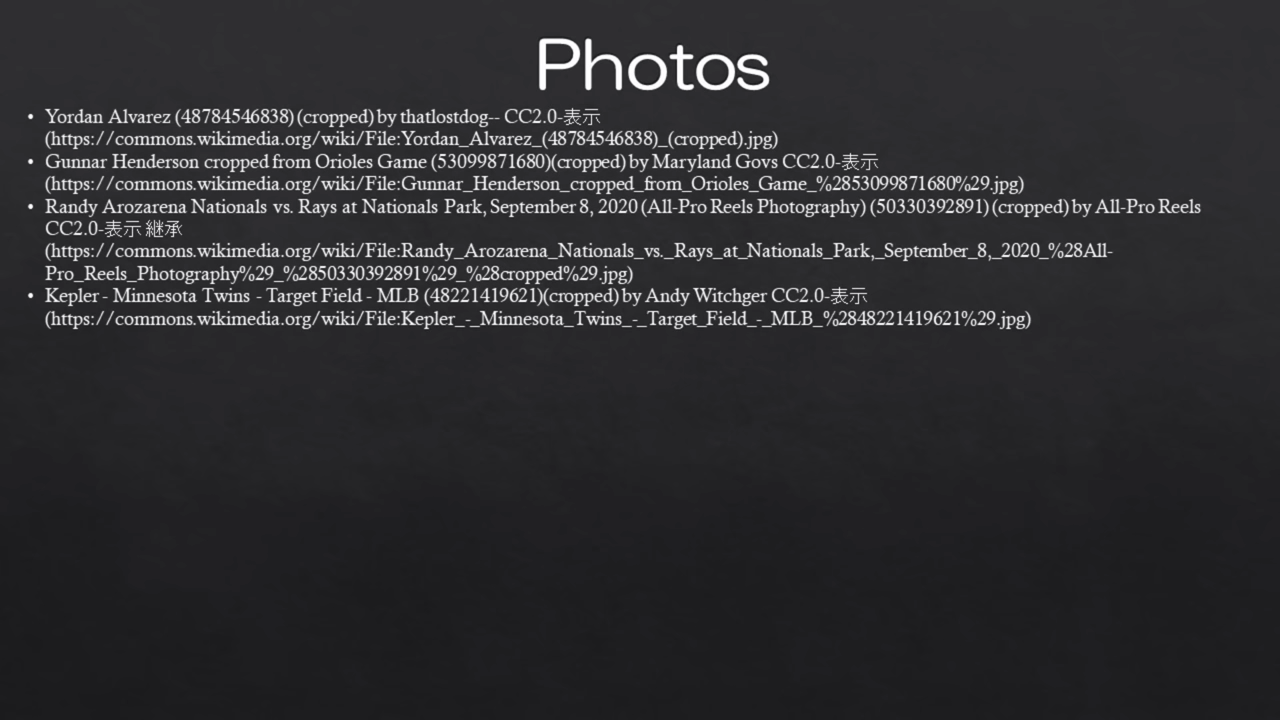 Photos
• Yordan Alvarez (48784546838) (cropped) by thatlostdog-- CC2.0-表示
(https://commons.wikimedia.org/wiki/File:Yordan_Alvarez_(48784546838)_(cropped).jpg)
• Gunnar Henderson cropped from Orioles Game (53099871680)(cropped) by Maryland Govs CC2.0-表示
(https://commons.wikimedia.org/wiki/File:Gunnar_Henderson_cropped_from_Orioles_Game_%2853099871680%29.jpg)
• Randy Arozarena Nationals vs. Rays at Nationals Park, September 8, 2020 (All-Pro Reels Photography) (50330392891) (cropped) by All-Pro Reels
CC2.0-表示 継承
(https://commons.wikimedia.org/wiki/File:Randy_Arozarena_Nationals_vs._Rays_at_Nationals_Park,_September_8,_2020_%28All-
Pro_Reels_Photography%29_%2850330392891%29_%28cropped%29.jpg)
• Kepler - Minnesota Twins - Target Field - MLB (48221419621)(cropped) by Andy Witchger CC2.0-表示
(https://commons.wikimedia.org/wiki/File:Kepler_-_Minnesota_Twins_-_Target_Field_-_MLB_%2848221419621%29.jpg)